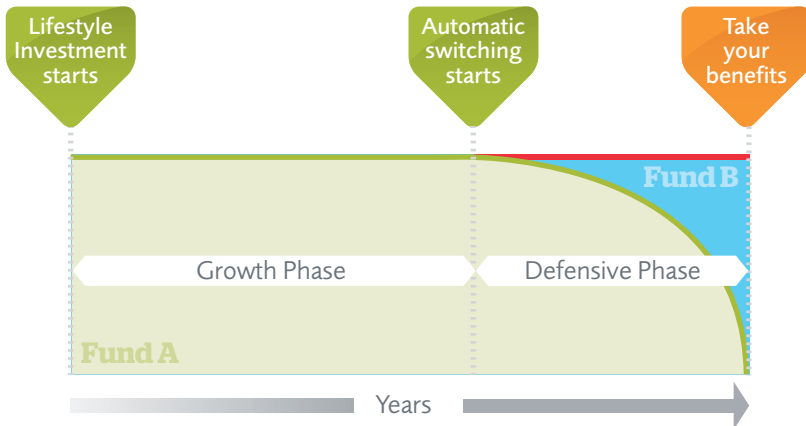 Lifestyle
Investment
starts
Automatic
switching
starts
Take
your
benefits
Fund B
Growth Phase
Defensive Phase
Fund A
Years